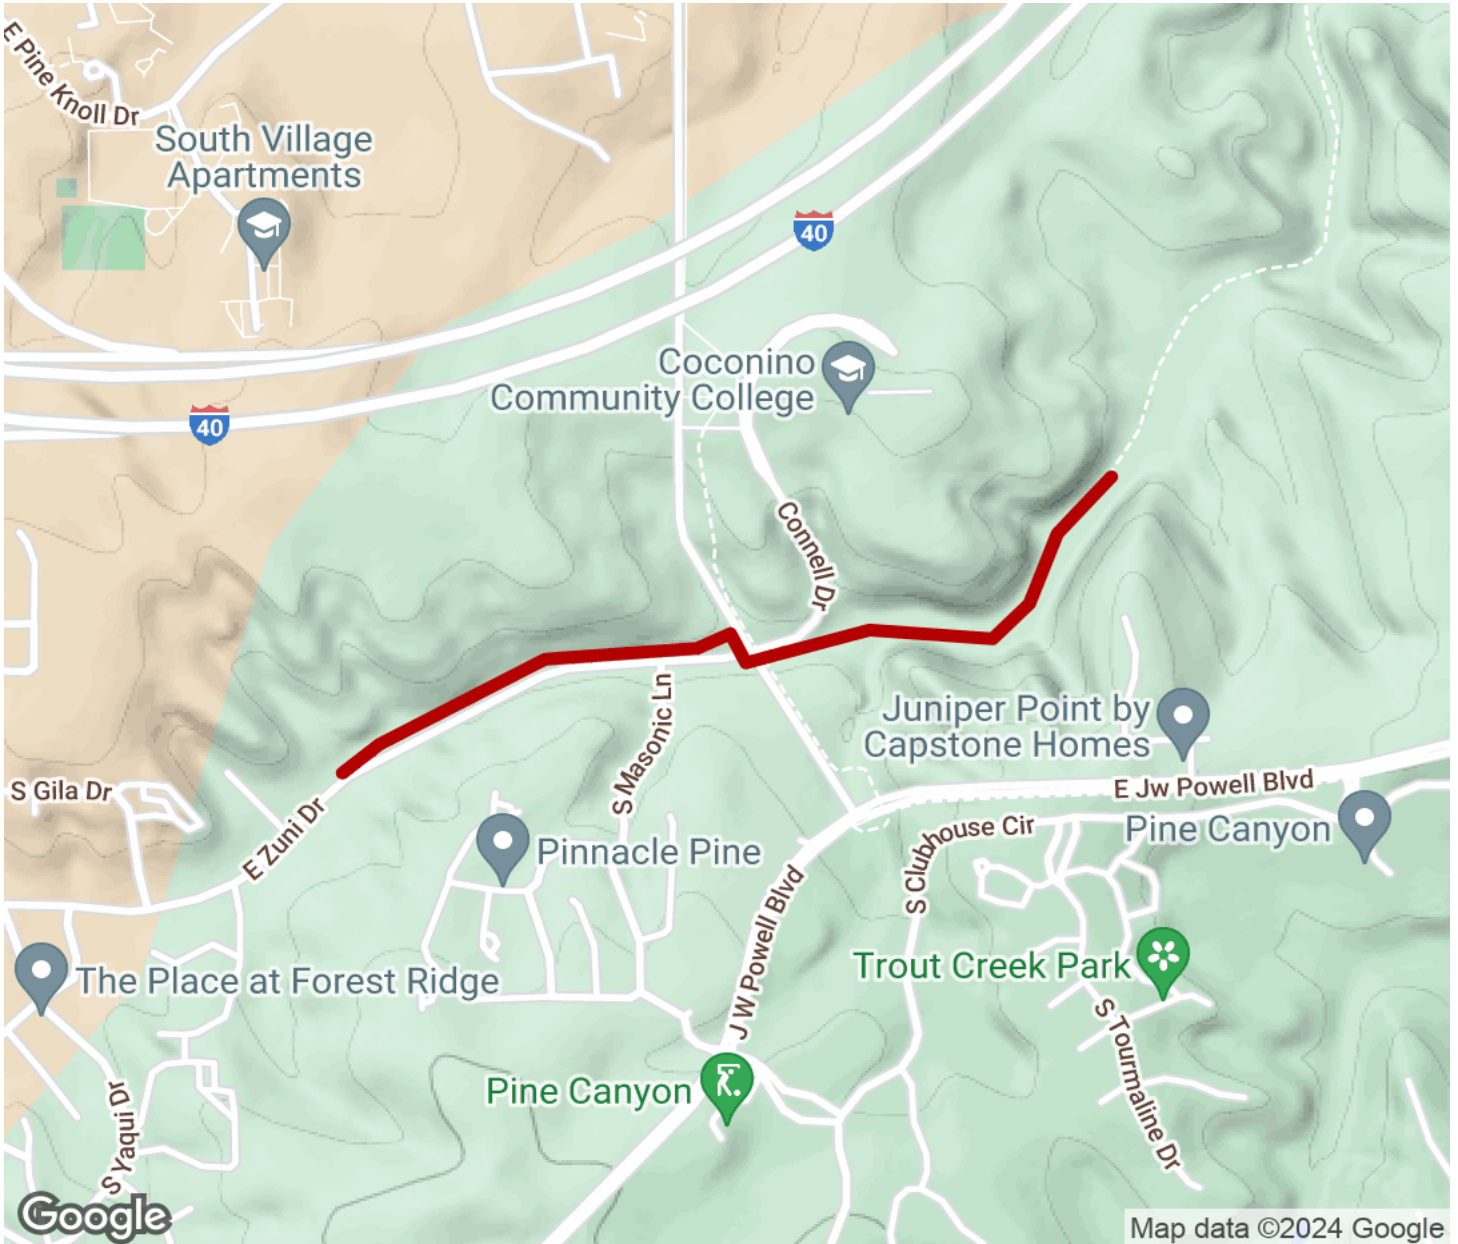 E Pine Knoll Dr
South Village
Apartments
40
Coconino
Community College
40
Connell Dr
S Masonic Ln
Juniper Point by
Capstone Homes
S Gila Dr
E Jw Powell Blvd
E Zuni Dr
S Clubhouse Cir
Pine Canyon
Pinnacle Pine
J W Powell Blvd
Trout Creek Park
The Place at Forest Ridge
S Tourmaline Dr
Pine Canyon
S Yaqui Dr
Google
Map data ©2024 Google